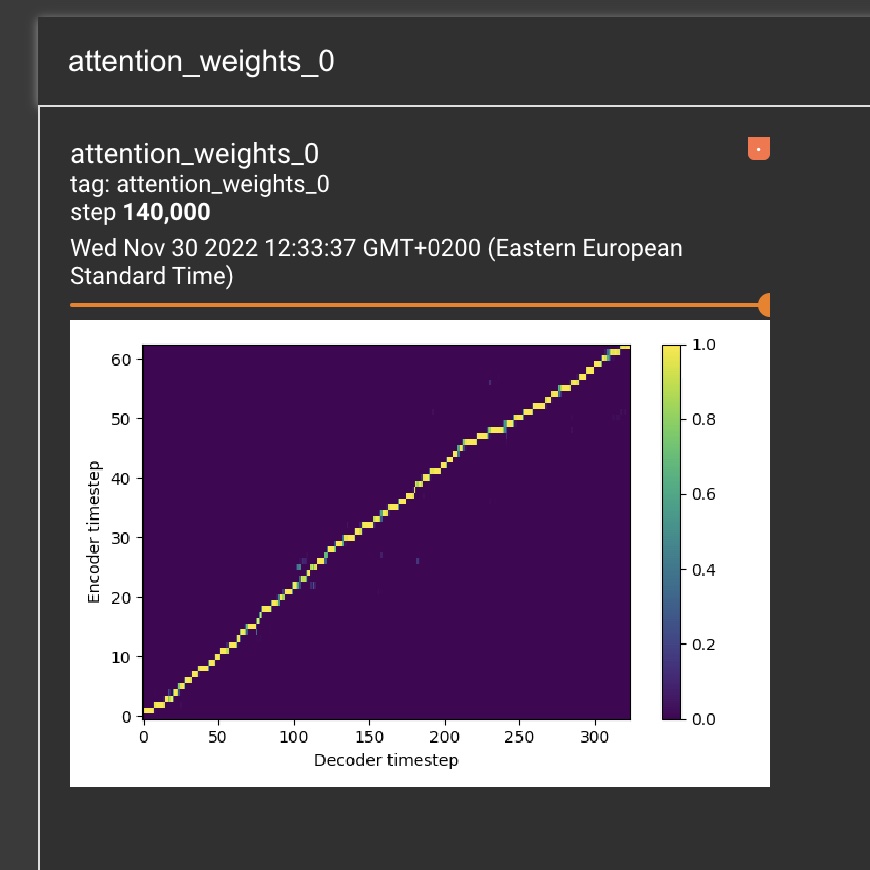 attention_weights_0
attention_weights_0
tag: attention_weights_0
step 140,000
Wed Nov 30 2022 12:33:37 GMT+0200 (Eastern European
Standard Time)
60
50
40
30
20
10
0
Encoder timestep
0 50 100 150 200 250 300
Decoder timestep
1.0
0.8
0.6
0.4
0.2
0.0